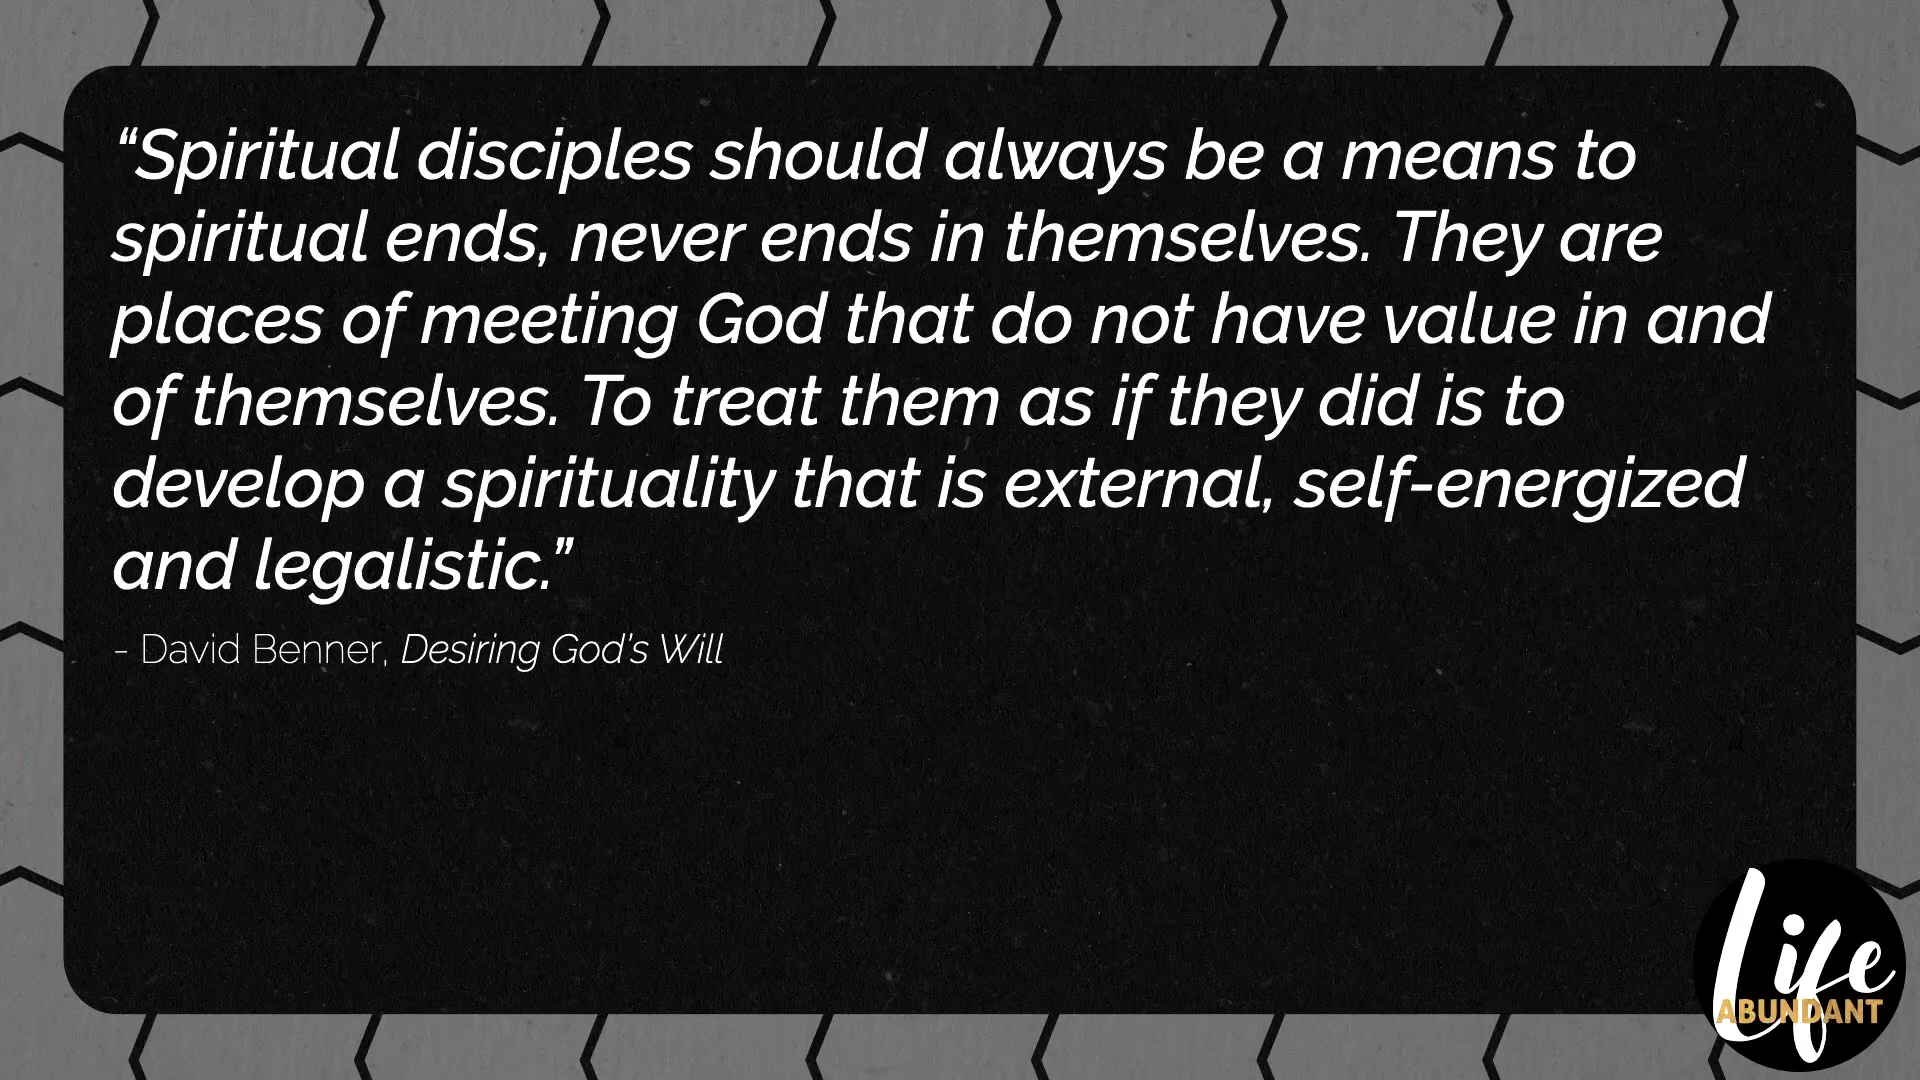 “Spiritual disciples should always be a means to
spiritual ends, never ends in themselves. They are
places of meeting God that do not have value in and
of themselves. To treat them as if they did is to
develop a spirituality that is external, self-energized
and legalistic.”
- David Benner, Desiring God’s Will
Life
ABUNDANT